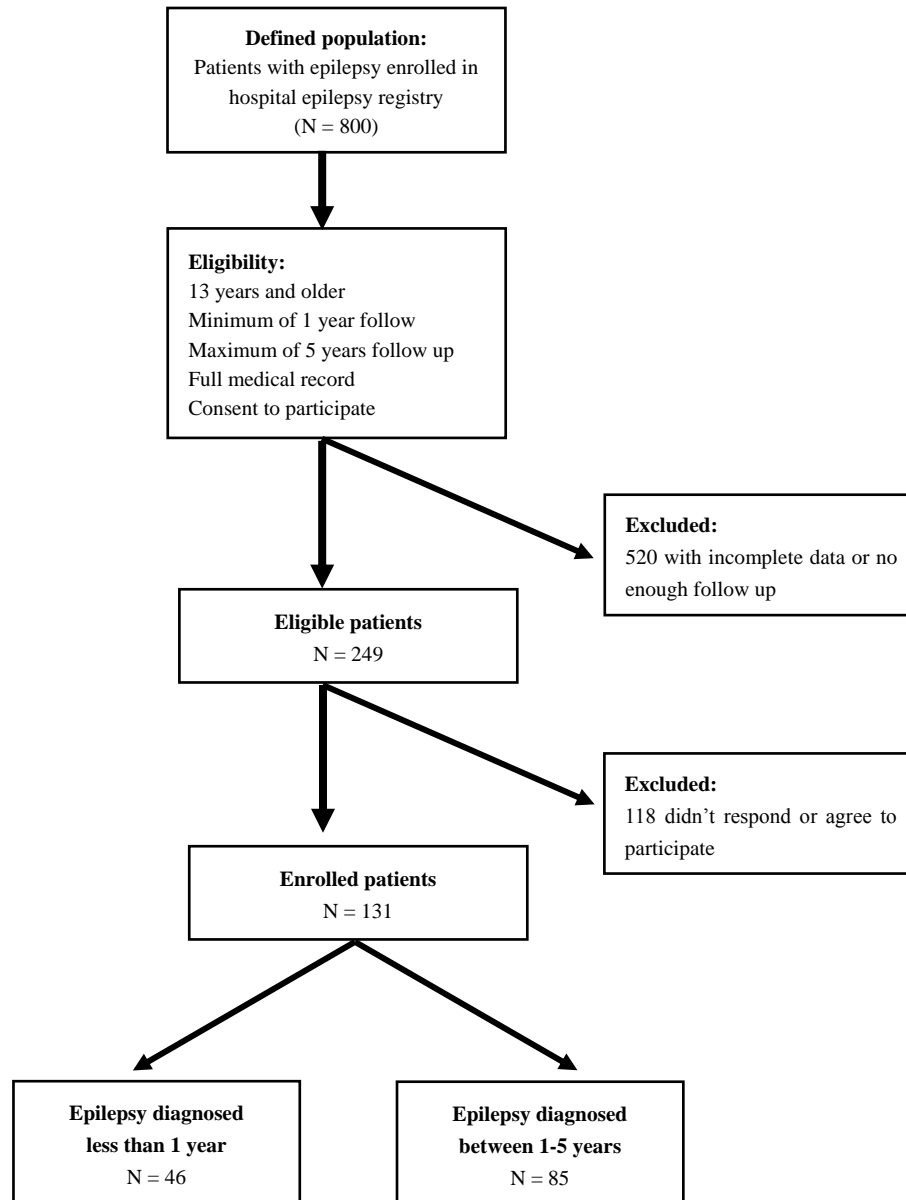 Defined population:
Patients with epilepsy enrolled in
hospital epilepsy registry
(N = 800)
Eligibility:
13 years and older
Minimum of 1 year follow
Maximum of 5 years follow up
Full medical record
Consent to participate
Excluded:
520 with incomplete data or no
enough follow up
Eligible patients
N = 249
Excluded:
118 didn’t respond or agree to
participate
Enrolled patients
N = 131
Epilepsy diagnosed
less than 1 year
N = 46
Epilepsy diagnosed
between 1-5 years
N = 85